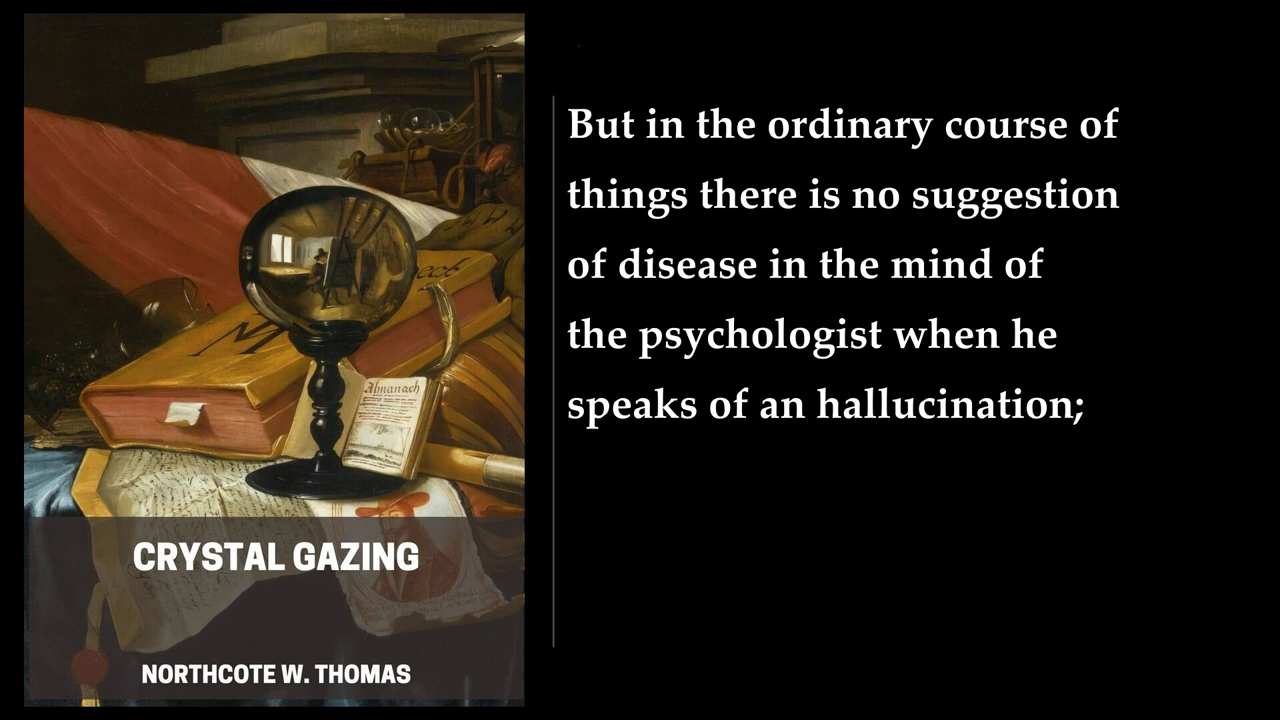 But in the ordinary course of
things there is no suggestion
of disease in the mind of
the psychologist when he
speaks of an hallucination;
Almanach
M
CRYSTAL GAZING
NORTHCOTE W. THOMAS